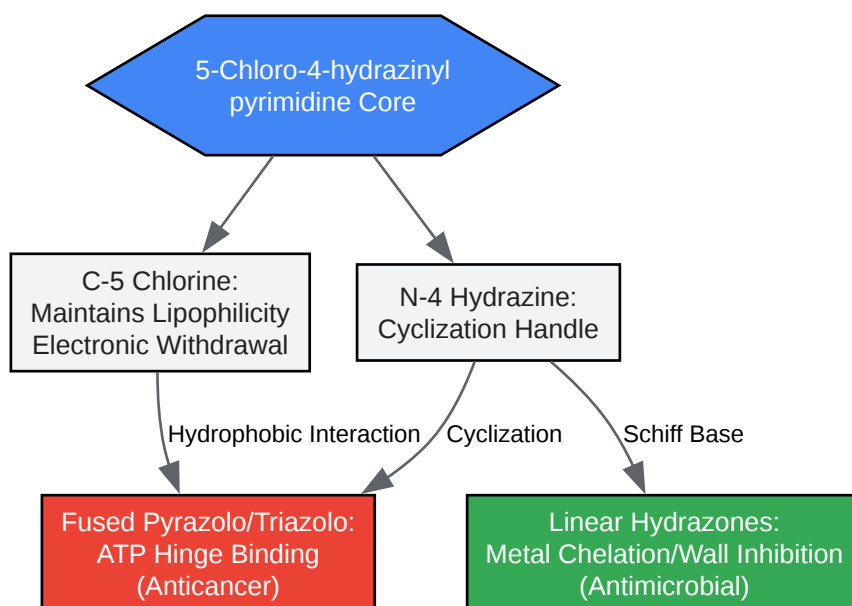 5-Chloro-4-hydrazinyl
pyrimidine Core
C-5 Chlorine:
Maintains Lipophilicity
Electronic Withdrawal
N-4 Hydrazine:
Cyclization Handle
Hydrophobic Interaction
Cyclization
Schiff Base
Fused Pyrazolo/Triazolo:
ATP Hinge Binding
(Anticancer)
Linear Hydrazones:
Metal Chelation/Wall Inhibition
(Antimicrobial)